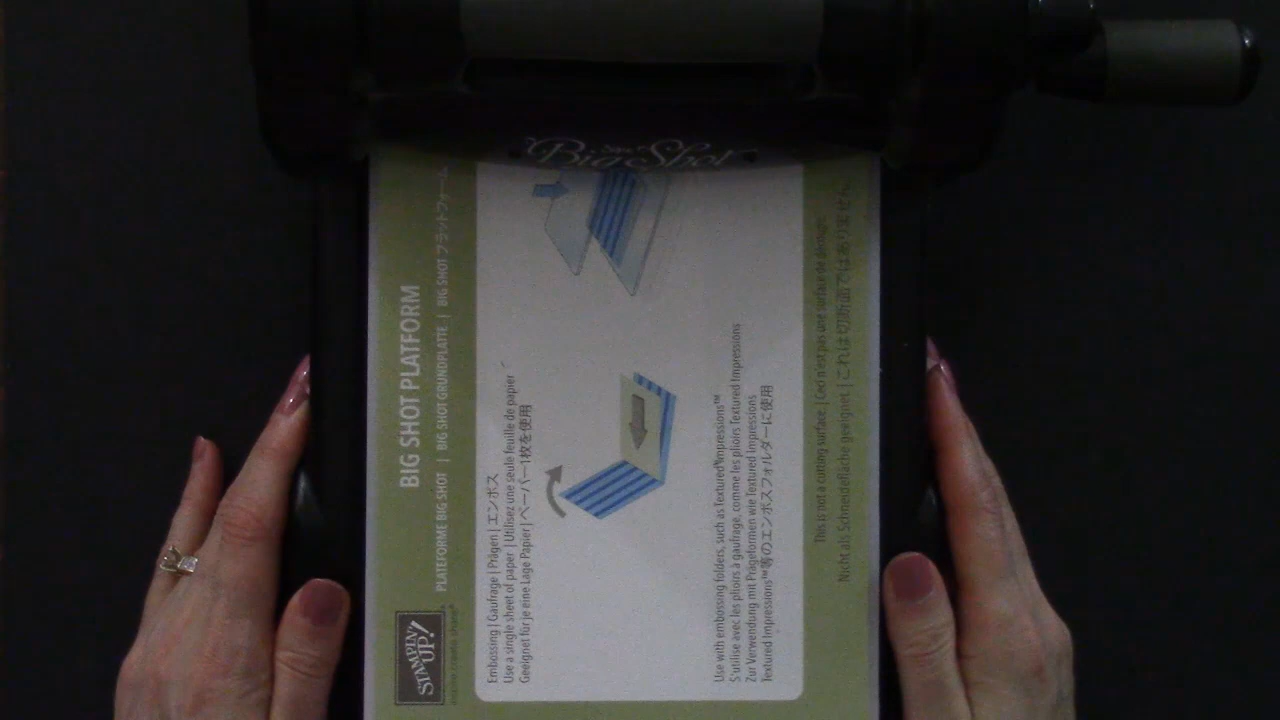 Big Shot
BIG SHOT PLATFORM
PLATEFORME BIG SHOT | BIG SHOT GRUNDPLATTE | BIG SHOT プラットフォーム
STAMPIN' UP!®
inspire.create.share®
Embossing | Gaufrage | Prägen | エンボス
Use a single sheet of paper | Utilisez une seule feuille de papier
Geeignet für je eine Lage Papier | ペーパー1枚を使用
Use with embossing folders, such as Textured Impressions™
S'utilise avec les plioirs à gaufrage, comme les plioirs Textured Impressions
Zur Verwendung mit Prägeformen wie Textured Impressions
Textured Impressions™等のエンボスフォルダーに使用
This is not a cutting surface. | Ceci n'est pas une surface de
Nicht als Schneidefläche geeignet | これは切断面ではありません